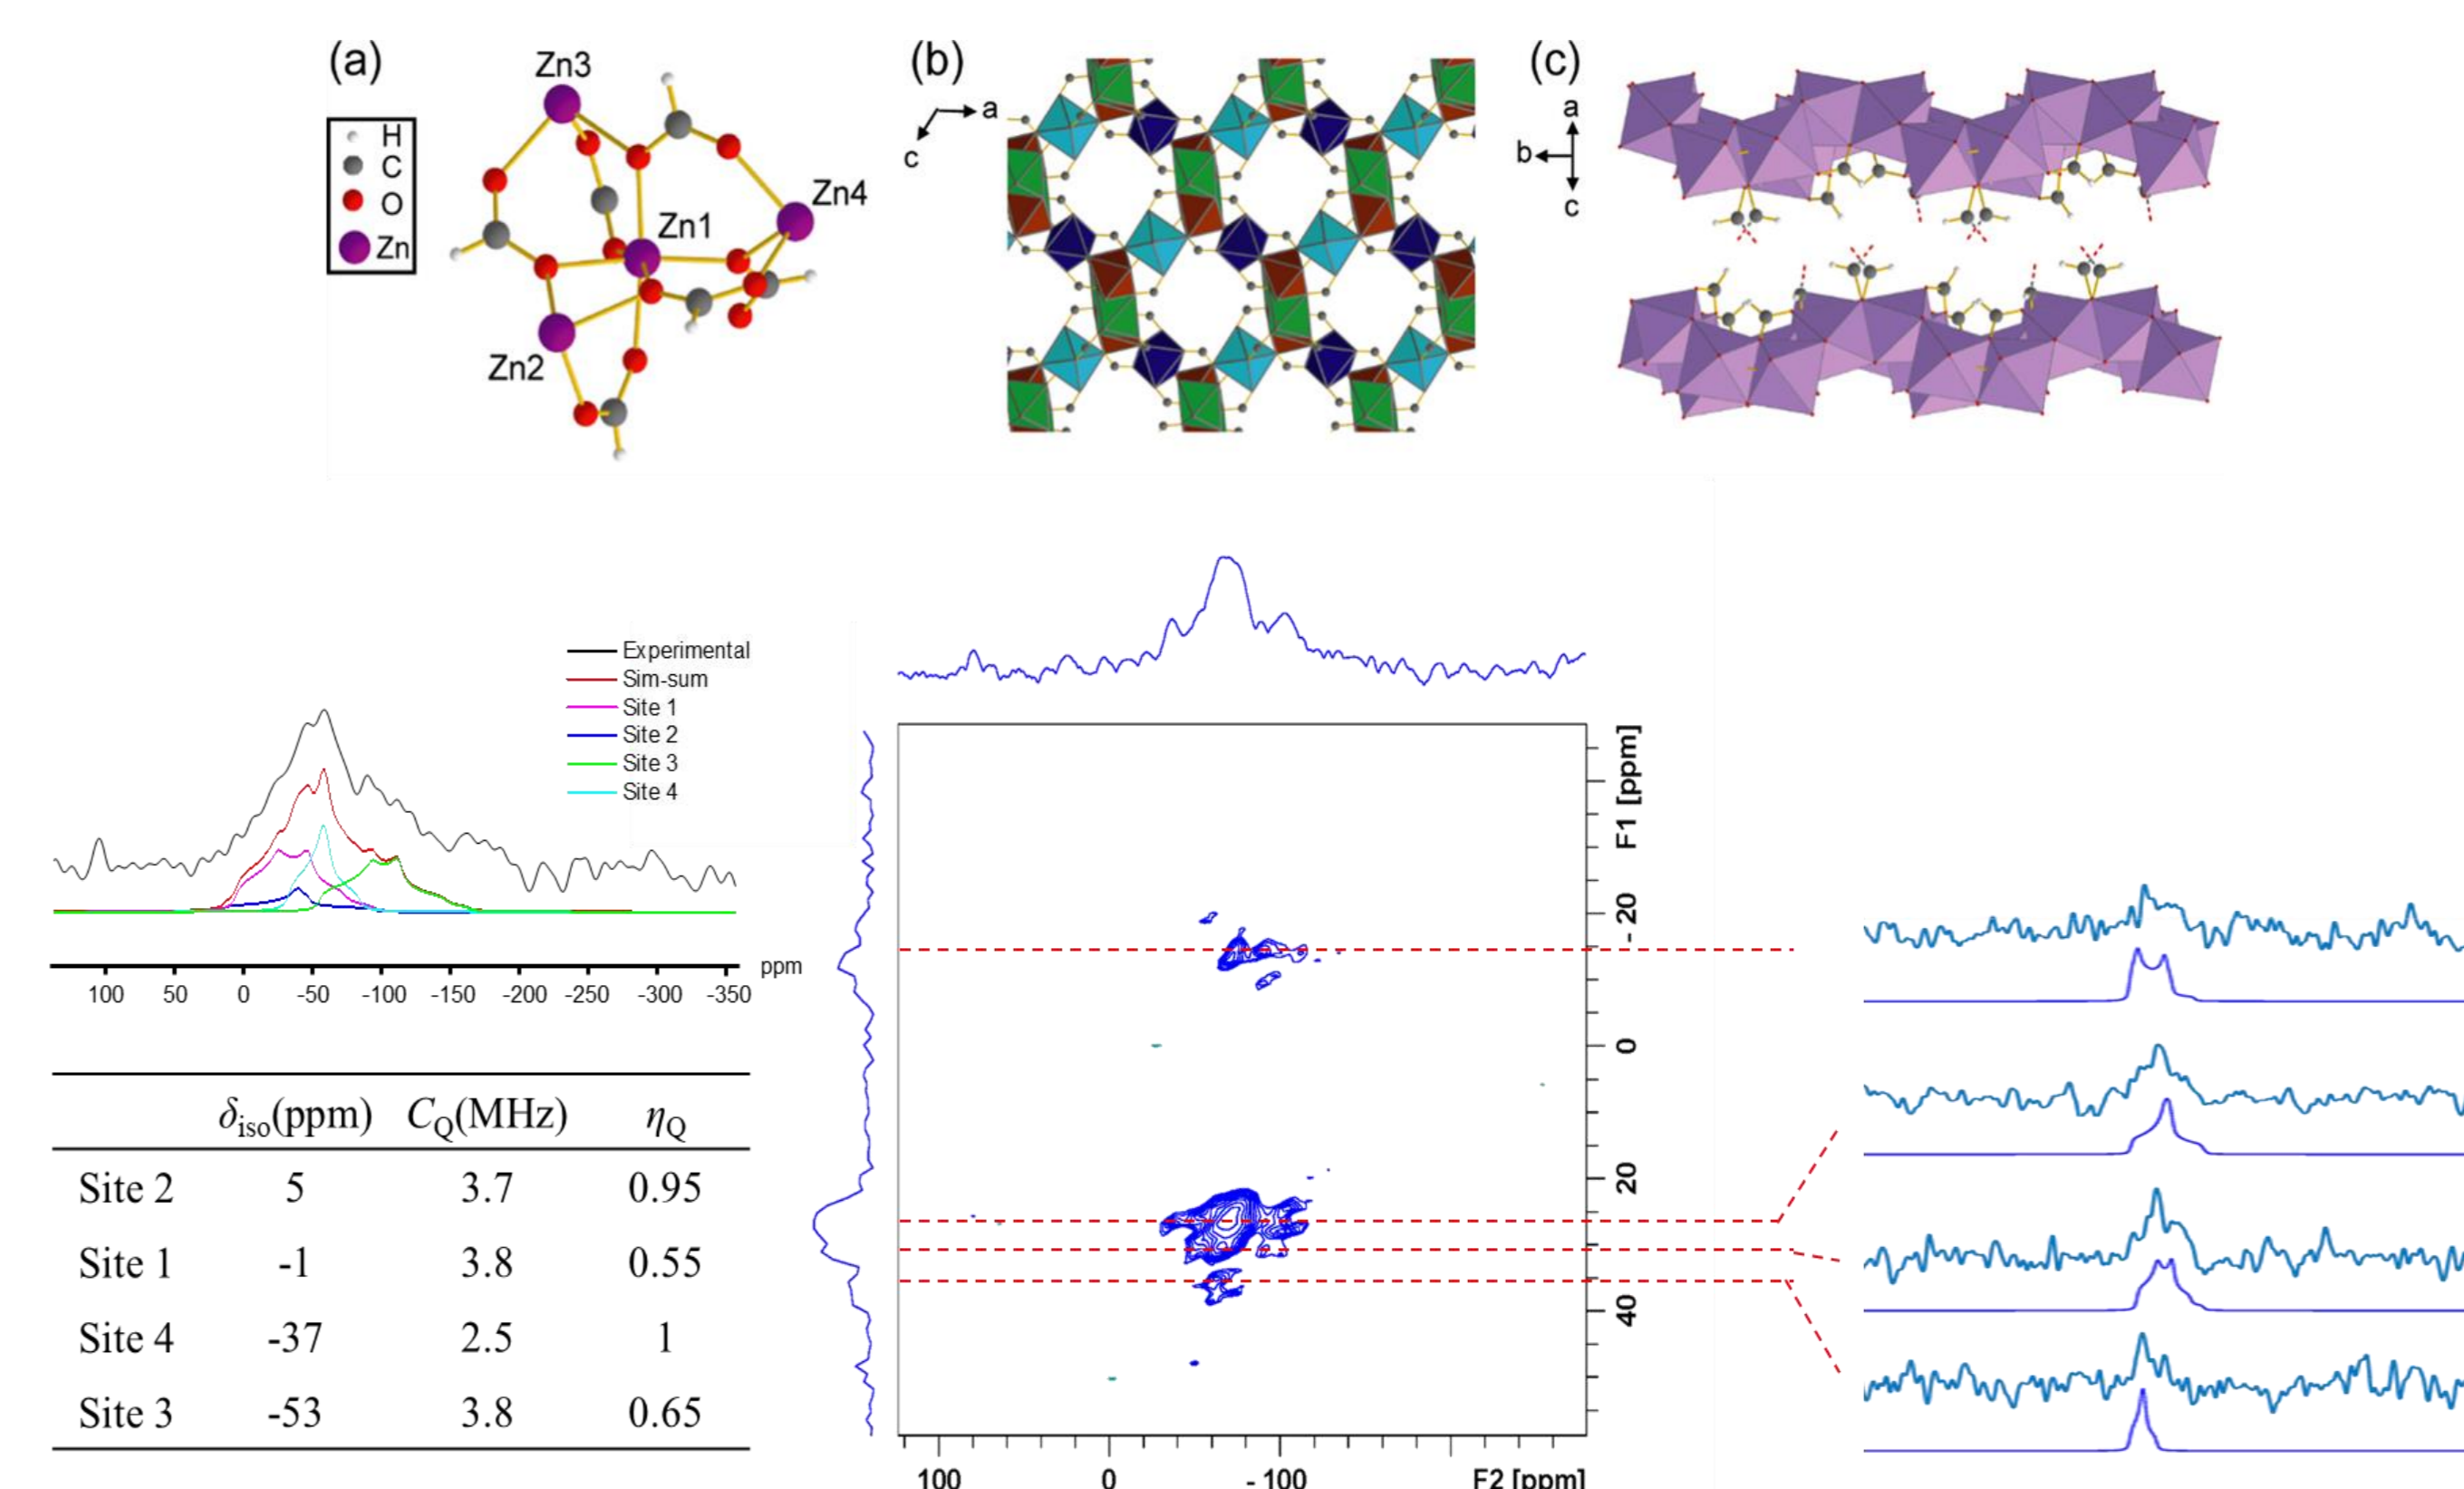 (a)
Zn3
H
C
O
Zn
Zn4
Zn1
Zn2
(b)
a
c
(c)
a
b
c
Experimental
Sim-sum
Site 1
Site 2
Site 3
Site 4
100 50 0 -50 -100 -150 -200 -250 -300 -350 ppm
δiso(ppm) CQ(MHz) ηQ
Site 2 5 3.7 0.95
Site 1 -1 3.8 0.55
Site 4 -37 2.5 1
Site 3 -53 3.8 0.65
F1 [ppm]
- 20
0
20
40
100 0 - 100 F2 [ppm]